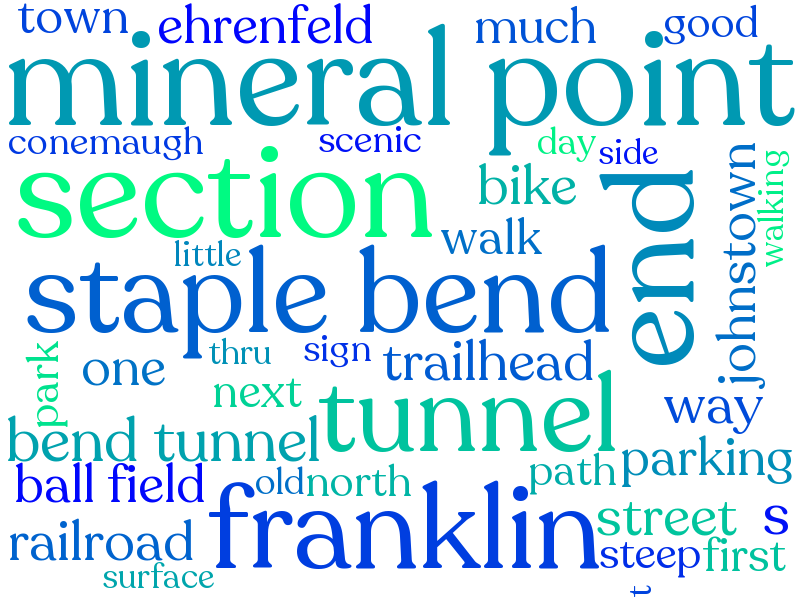 town ehrenfeld much good
mineral point
conemaugh scenic day side
section bike end johnstown walking
little walk
staple bend
park one thru sign trailhead
next tunnel way
bend tunnel path parking
ball field old north
railroad franklin street s
surface steep first
t